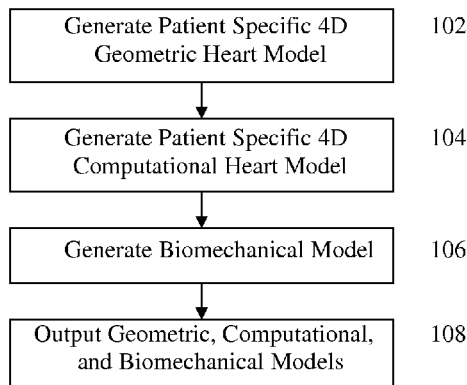 Generate Patient Specific 4D
Geometric Heart Model
102
Generate Patient Specific 4D
Computational Heart Model
104
Generate Biomechanical Model
106
Output Geometric, Computational,
and Biomechanical Models
108